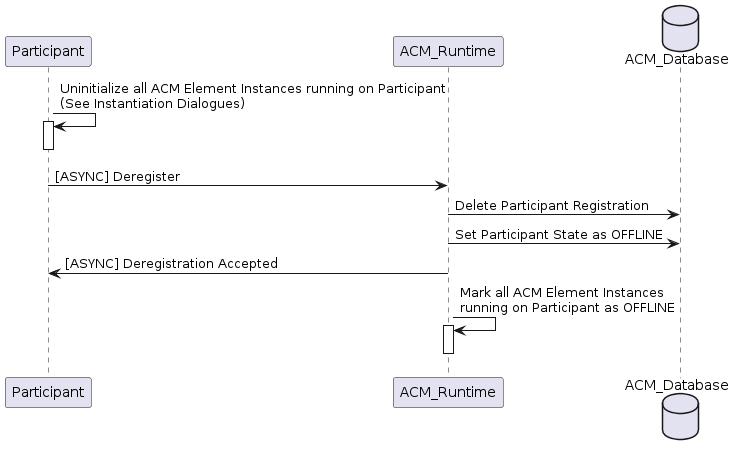 Participant
ACM_Runtime
ACM_Database
Uninitialize all ACM Element Instances running on Participant
(See Instantiation Dialogues)
[ASYNC] Deregister
Delete Participant Registration
Set Participant State as OFFLINE
[ASYNC] Deregistration Accepted
Mark all ACM Element Instances
running on Participant as OFFLINE
Participant
ACM_Runtime
ACM_Database